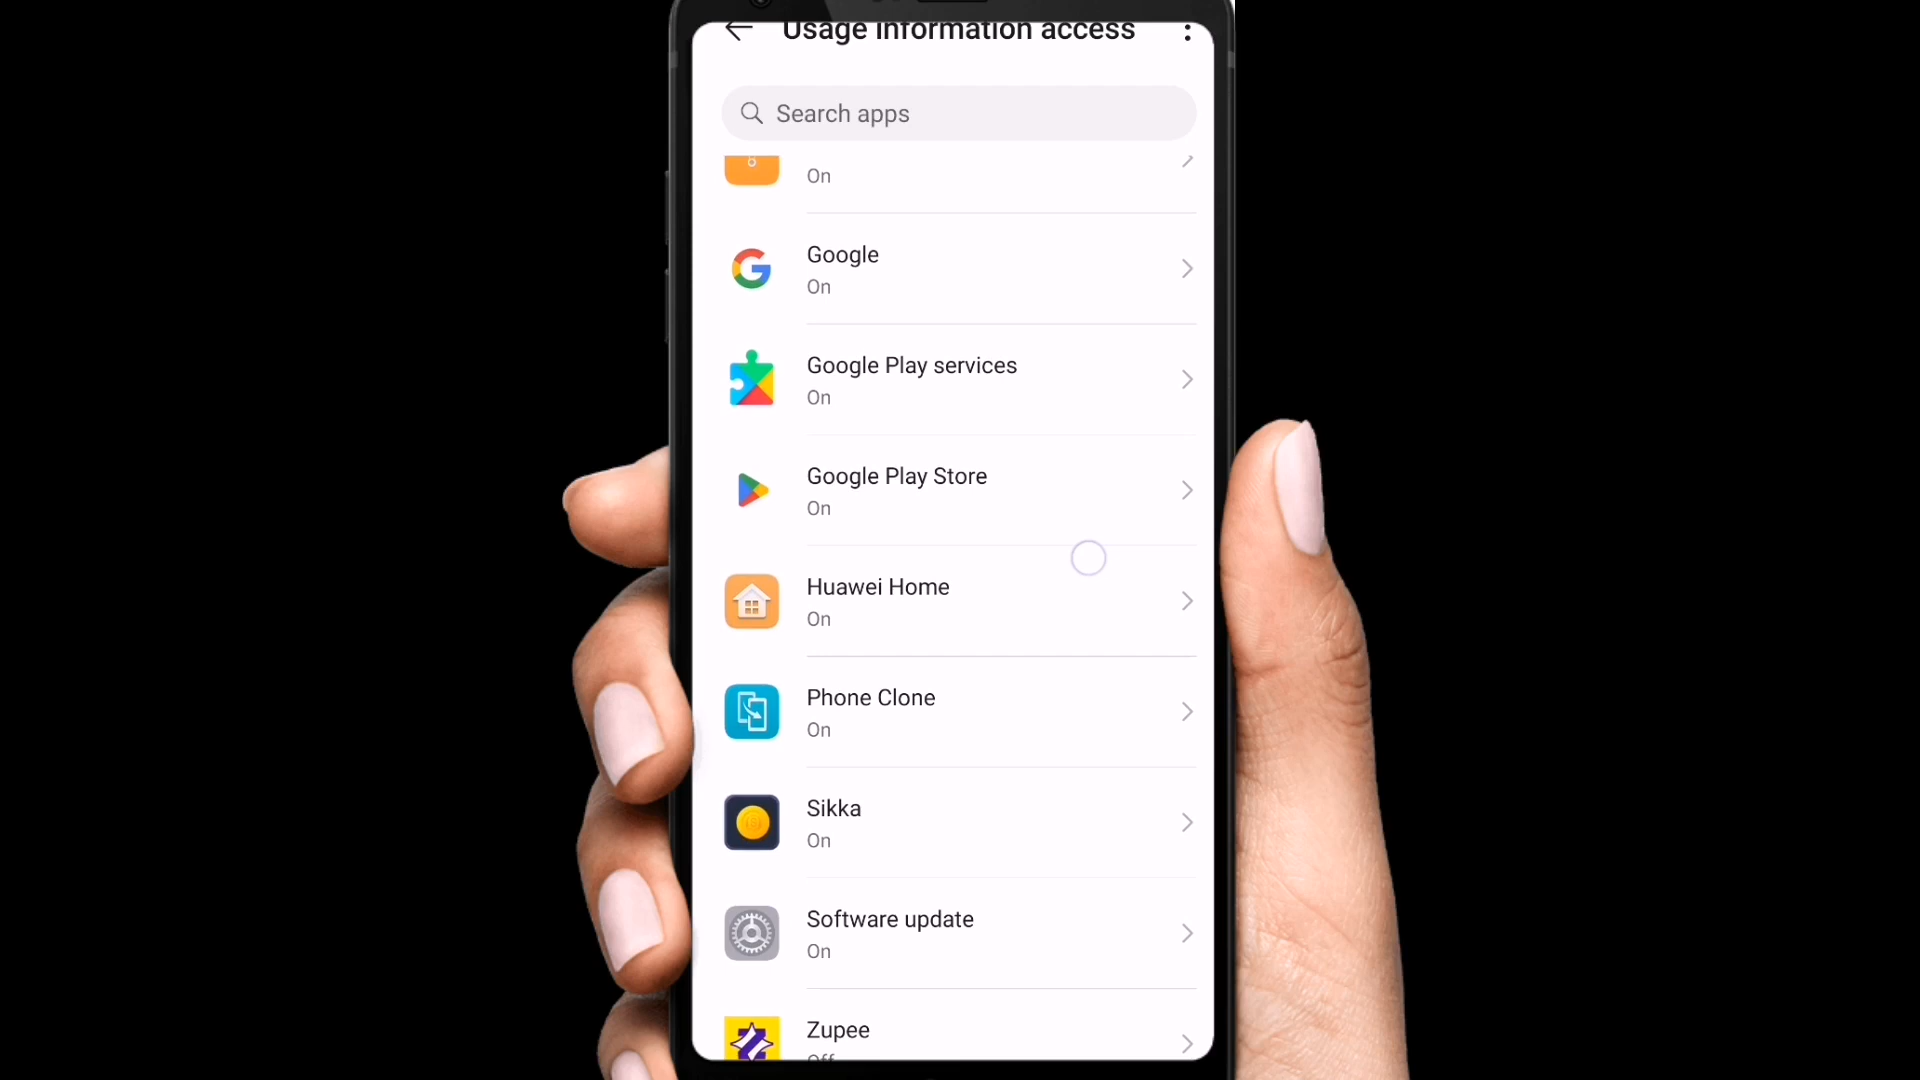 Usage information access
Search apps
8
On
Google
On
Google Play services
On
Google Play Store
On
Huawei Home
On
Phone Clone
On
Sikka
On
Software update
On
Zupee
Off